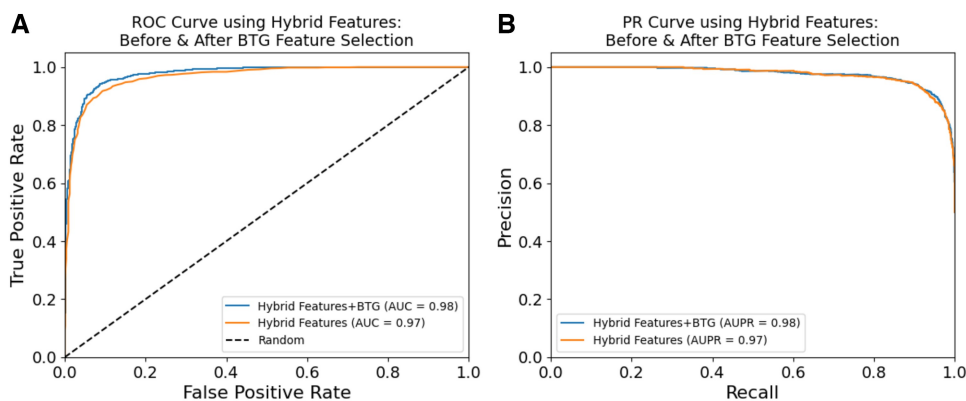 A
ROC Curve using Hybrid Features:
Before & After BTG Feature Selection
True Positive Rate
1.0
0.8
0.6
0.4
0.2
0.0
0.0 0.2 0.4 0.6 0.8 1.0
False Positive Rate
Hybrid Features+BTG (AUC = 0.98)
Hybrid Features (AUC = 0.97)
Random
B
PR Curve using Hybrid Features:
Before & After BTG Feature Selection
Precision
1.0
0.8
0.6
0.4
0.2
0.0
0.0 0.2 0.4 0.6 0.8 1.0
Recall
Hybrid Features+BTG (AUPR = 0.98)
Hybrid Features (AUPR = 0.97)